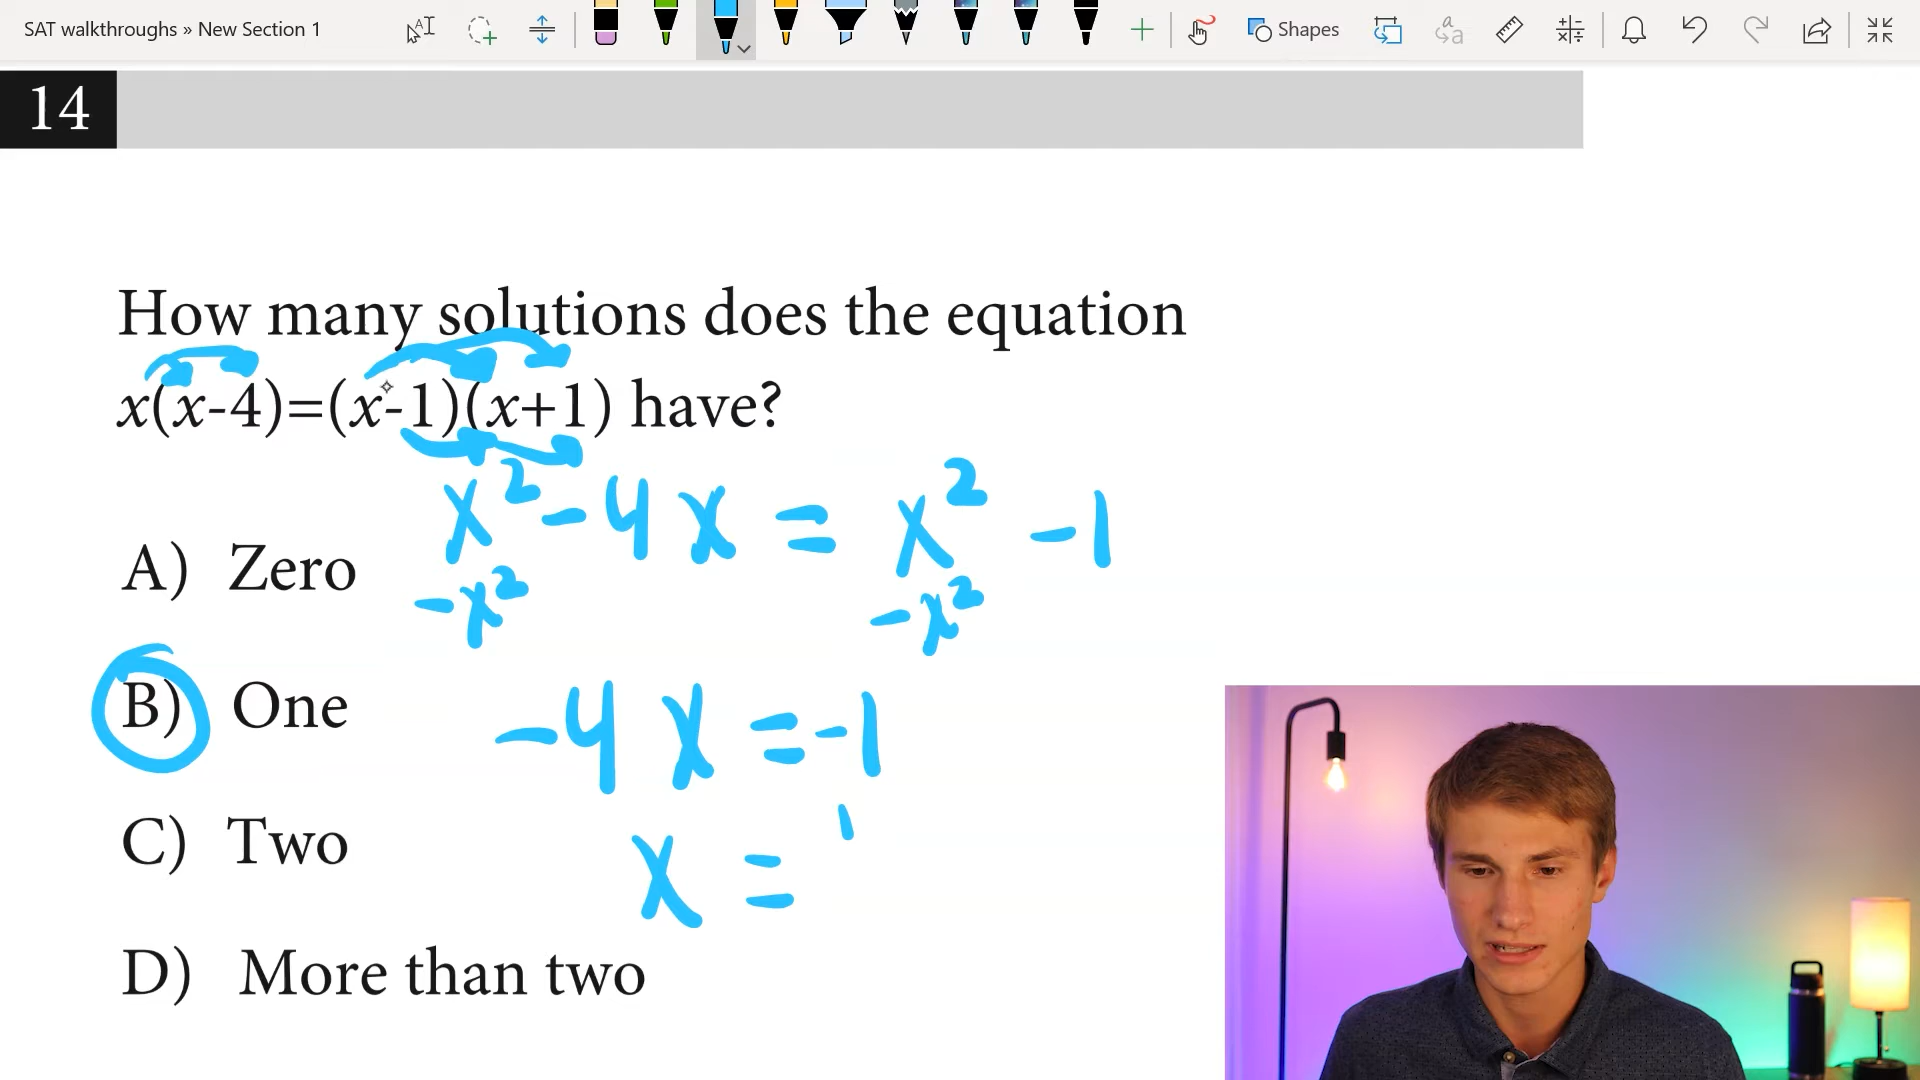 SAT walkthroughs » New Section 1
Shapes
14
How many solutions does the equation
x(x-4)=(x-1)(x+1) have?
x² - 4x = x² - 1
-x² -x²
-4x = -1
x = 1
A) Zero
B) One
C) Two
D) More than two